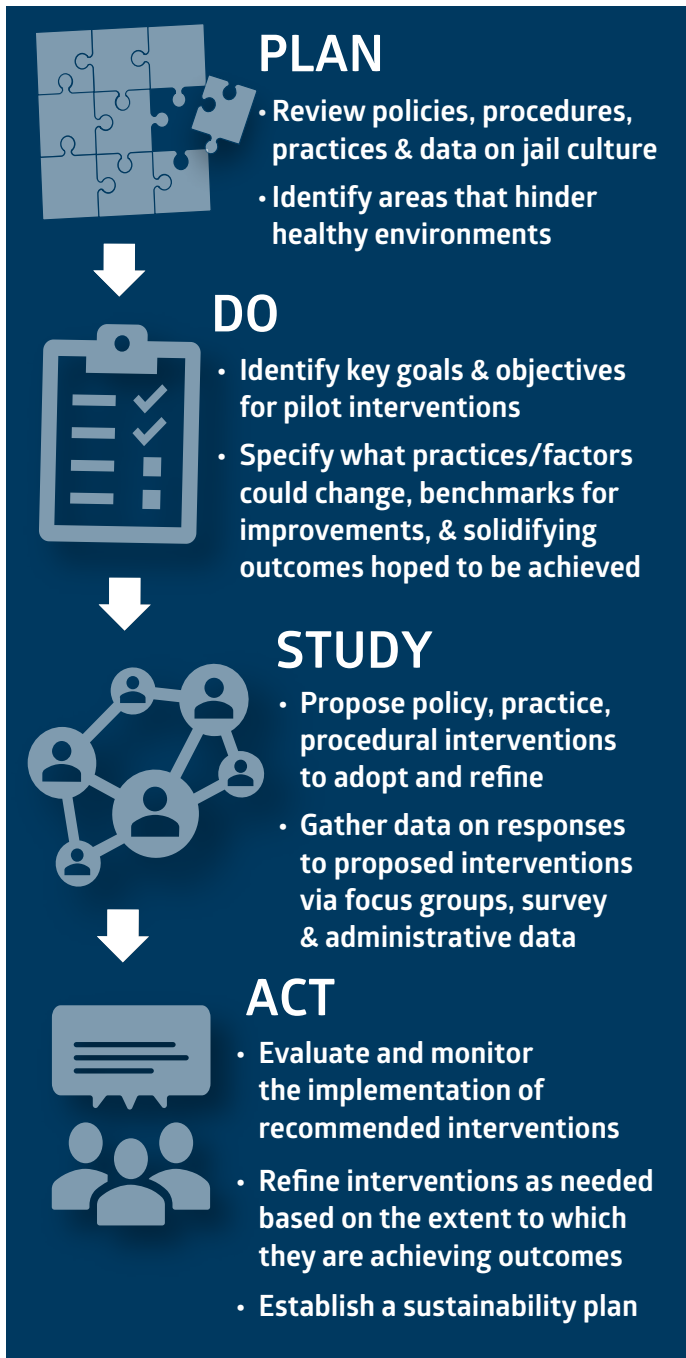 PLAN
• Review policies, procedures,
practices & data on jail culture
• Identify areas that hinder
healthy environments
DO
• Identify key goals & objectives
for pilot interventions
• Specify what practices/factors
could change, benchmarks for
improvements, & solidifying
outcomes hoped to be achieved
STUDY
• Propose policy, practice,
procedural interventions
to adopt and refine
• Gather data on responses
to proposed interventions
via focus groups, survey
& administrative data
ACT
• Evaluate and monitor
the implementation of
recommended interventions
• Refine interventions as needed
based on the extent to which
they are achieving outcomes
• Establish a sustainability plan